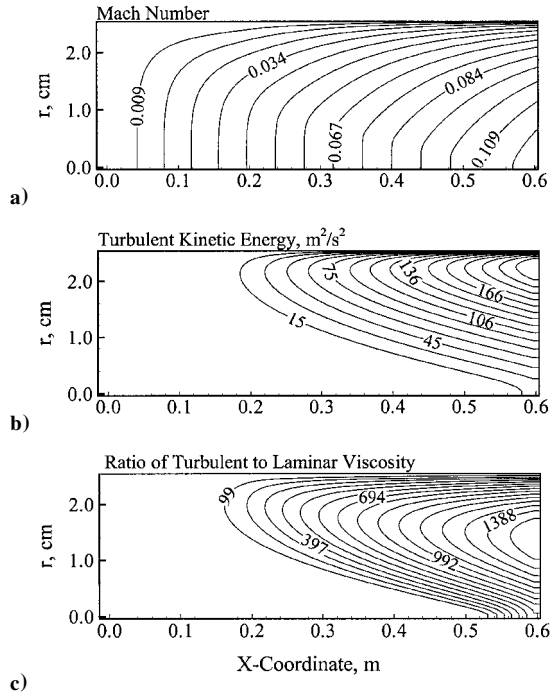 Mach Number
2.5
2.0
1.0
0.0
r, cm
0.009
0.034
0.067
0.084
0.109
0.0 0.1 0.2 0.3 0.4 0.5 0.6
a)
Turbulent Kinetic Energy, m²/s²
2.0
1.0
0.0
r, cm
15
75
136
166
106
45
0.0 0.1 0.2 0.3 0.4 0.5 0.6
b)
Ratio of Turbulent to Laminar Viscosity
2.0
1.0
0.0
r, cm
99
694
1388
397
992
0.0 0.1 0.2 0.3 0.4 0.5 0.6
X-Coordinate, m
c)